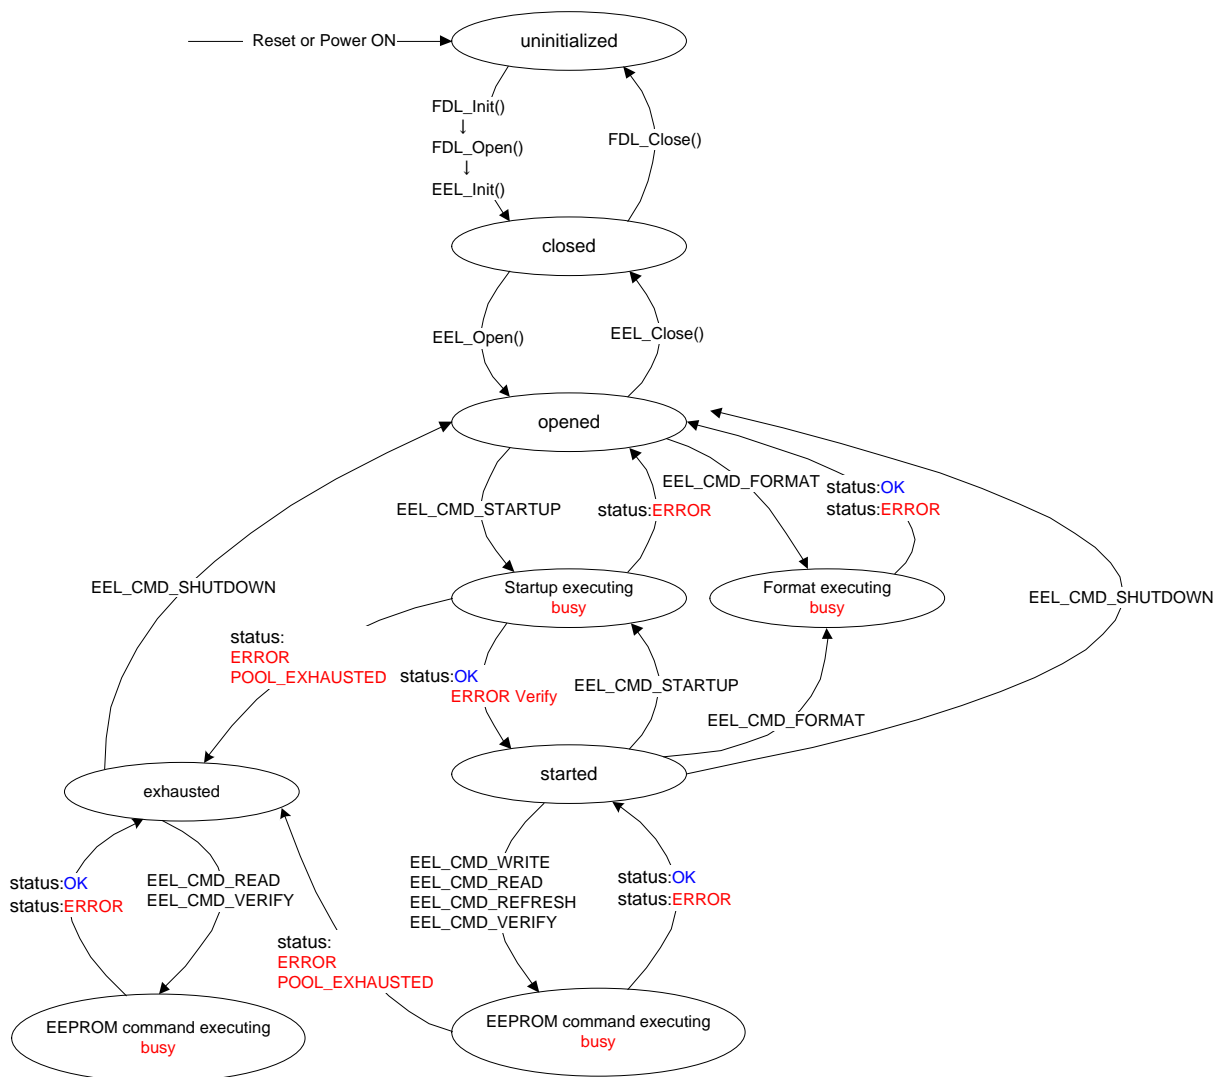 Reset or Power ON
uninitialized
FDL_Init()
↓
FDL_Open()
↓
EEL_Init()
FDL_Close()
closed
EEL_Open()
EEL_Close()
opened
EEL_CMD_STARTUP
status:ERROR
EEL_CMD_FORMAT
status:OK
status:ERROR
EEL_CMD_SHUTDOWN
Startup executing
busy
Format executing
busy
EEL_CMD_SHUTDOWN
status:
ERROR
POOL_EXHAUSTED
status:OK
ERROR Verify
EEL_CMD_STARTUP
EEL_CMD_FORMAT
started
exhausted
status:OK
status:ERROR
EEL_CMD_READ
EEL_CMD_VERIFY
EEL_CMD_WRITE
EEL_CMD_READ
EEL_CMD_REFRESH
EEL_CMD_VERIFY
status:OK
status:ERROR
status:
ERROR
POOL_EXHAUSTED
EEPROM command executing
busy
EEPROM command executing
busy